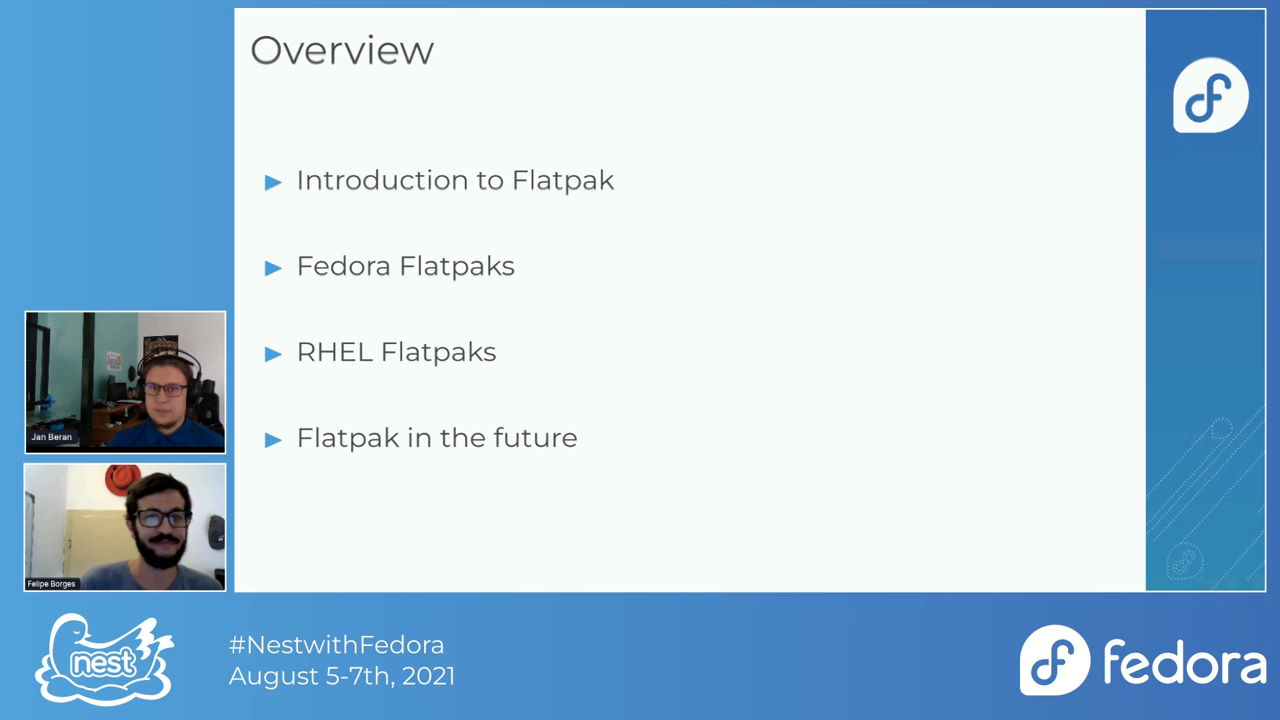 Overview
Introduction to Flatpak
Fedora Flatpaks
RHEL Flatpaks
Flatpak in the future
Jan Beran
Felipe Borges
nest
#NestwithFedora
August 5-7th, 2021
fedora